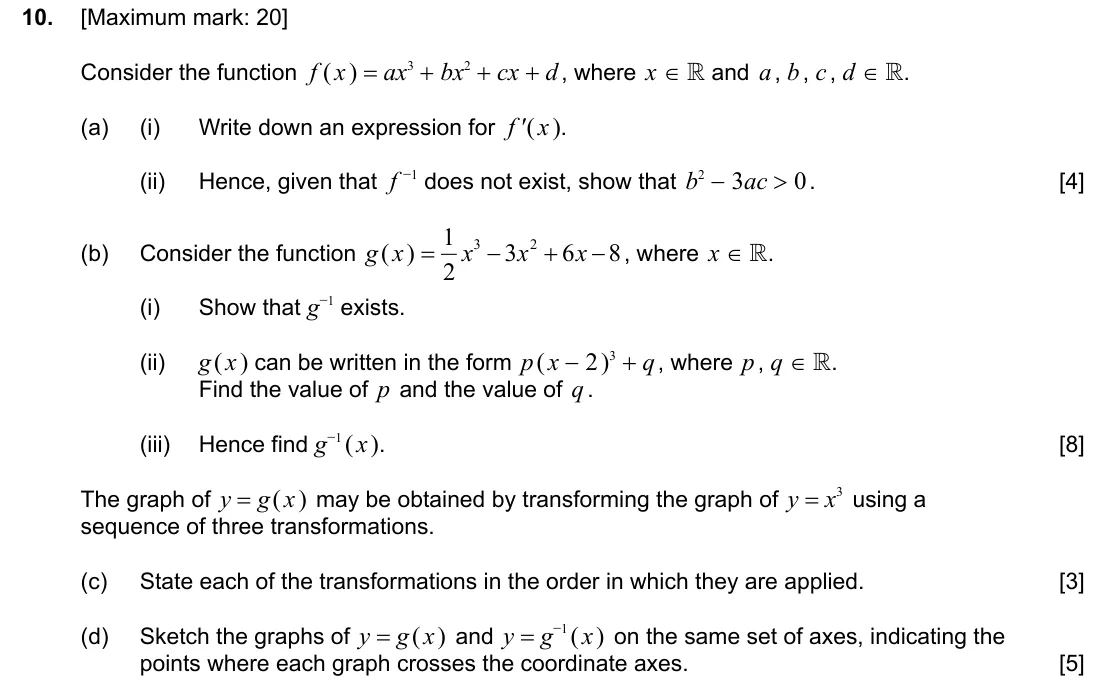 10. [Maximum mark: 20]
Consider the function f(x) = ax³ + bx² + cx + d, where x ∈ ℝ and a, b, c, d ∈ ℝ.
(a) (i) Write down an expression for f′(x).
(ii) Hence, given that f⁻¹ does not exist, show that b² − 3ac > 0. [4]
(b) Consider the function g(x) = 1/2 x³ − 3x² + 6x − 8, where x ∈ ℝ.
(i) Show that g⁻¹ exists.
(ii) g(x) can be written in the form p(x − 2)³ + q, where p, q ∈ ℝ.
Find the value of p and the value of q.
(iii) Hence find g⁻¹(x). [8]
The graph of y = g(x) may be obtained by transforming the graph of y = x³ using a
sequence of three transformations.
(c) State each of the transformations in the order in which they are applied. [3]
(d) Sketch the graphs of y = g(x) and y = g⁻¹(x) on the same set of axes, indicating the
points where each graph crosses the coordinate axes. [5]